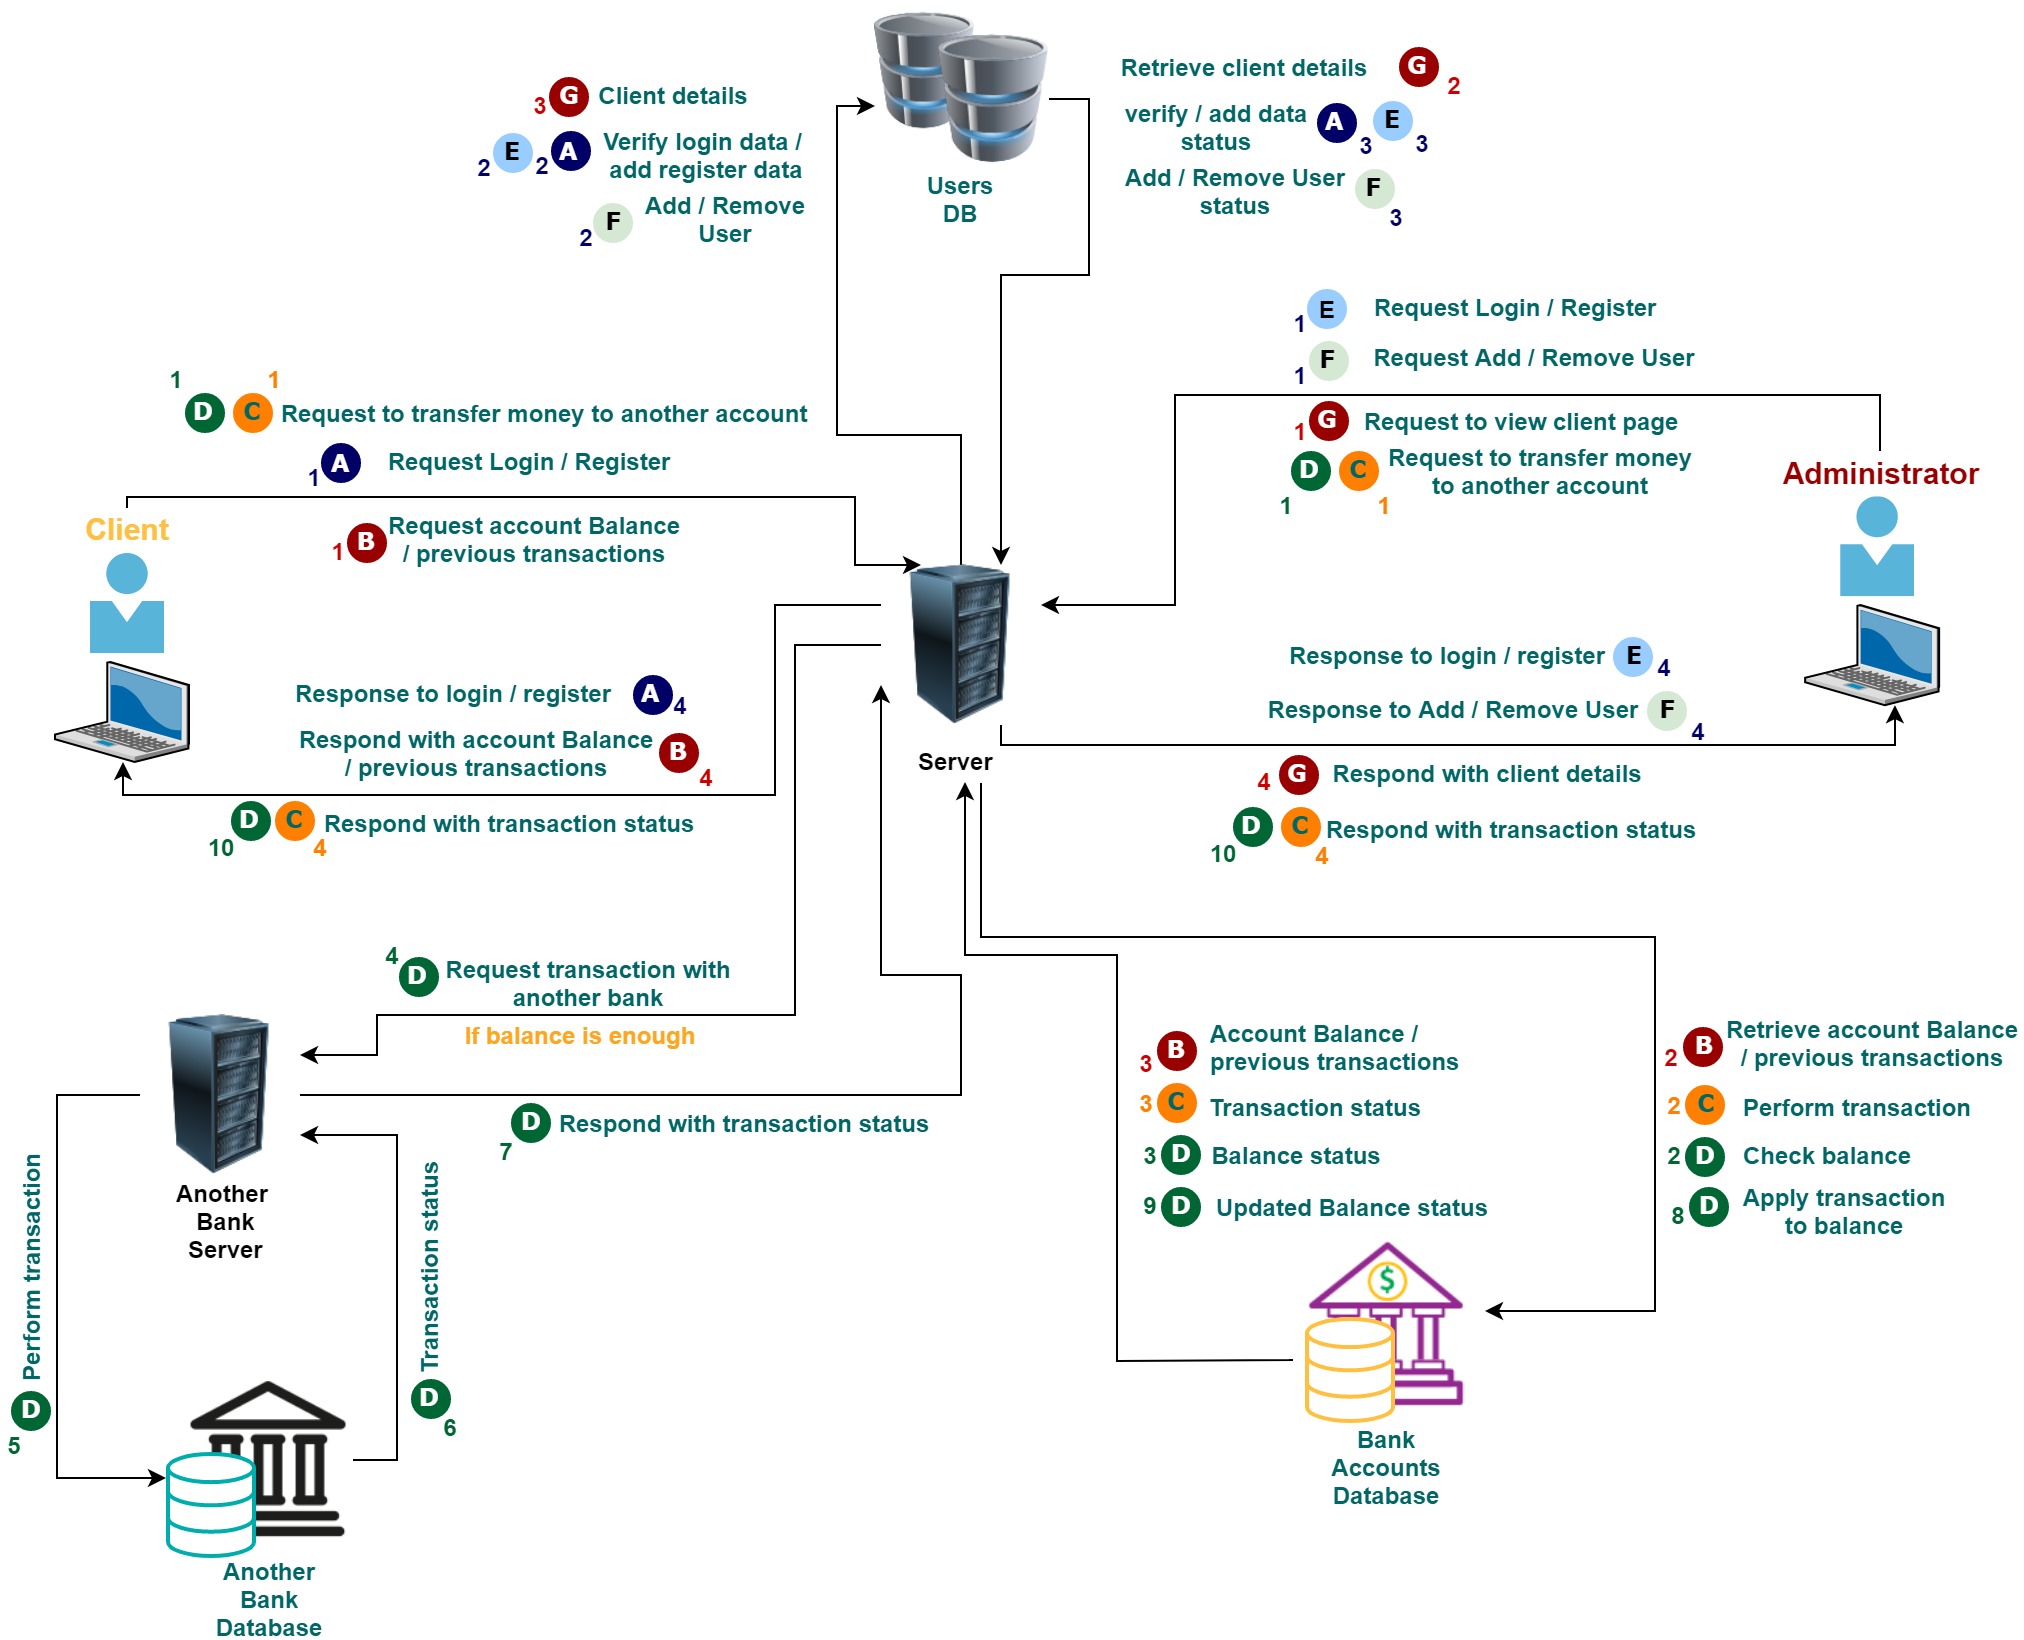 3 G Client details
2 E 2 A Verify login data /
add register data
2 F Add / Remove
User
Users
DB
Retrieve client details G 2
verify / add data
status A 3 E 3
Add / Remove User
status F 3
1 E Request Login / Register
1 F Request Add / Remove User
1 G Request to view client page
1 D C 1 Request to transfer money
to another account
Administrator
1 D 1 C Request to transfer money to another account
1 A Request Login / Register
Client
1 B Request account Balance
/ previous transactions
Response to login / register A 4
Respond with account Balance
/ previous transactions B 4
10 D C 4 Respond with transaction status
Server
Response to login / register E 4
Response to Add / Remove User F 4
4 G Respond with client details
10 D C 4 Respond with transaction status
4 D Request transaction with
another bank
If balance is enough
7 D Respond with transaction status
Another
Bank
Server
Perform transaction
D 5
Transaction status
D 6
Another
Bank
Database
3 B Account Balance /
previous transactions
3 C Transaction status
3 D Balance status
9 D Updated Balance status
2 B Retrieve account Balance
/ previous transactions
2 C Perform transaction
2 D Check balance
8 D Apply transaction
to balance
$
Bank
Accounts
Database